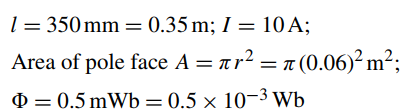 l = 350 mm = 0.35 m; I = 10 A;
Area of pole face A = πr² = π(0.06)² m²;
Φ = 0.5 mWb = 0.5 × 10⁻³ Wb